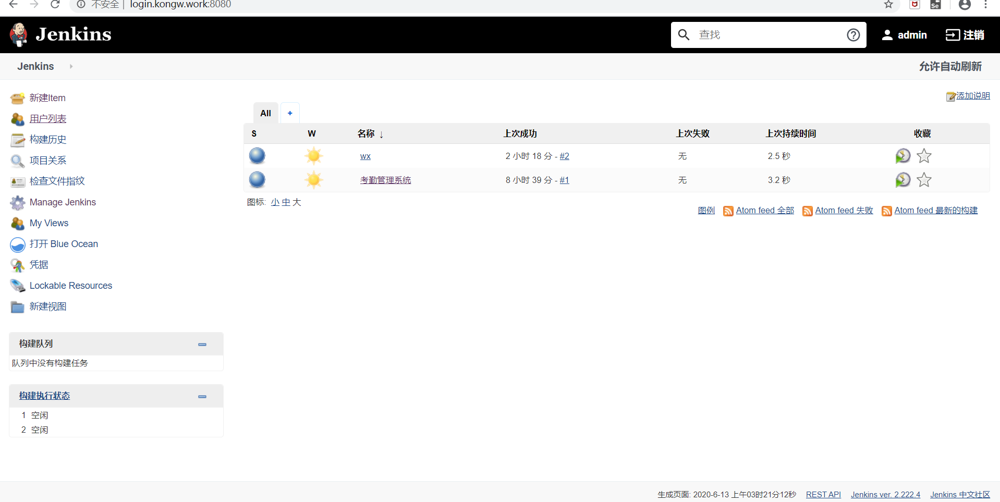 不安全 | login.kongw.work:8080
Se
Jenkins
查找
admin
注销
Jenkins
允许自动刷新
新建Item
用户列表
构建历史
项目关系
检查文件指纹
Manage Jenkins
My Views
打开 Blue Ocean
凭据
Lockable Resources
新建视图
构建队列
队列中没有构建任务
构建执行状态
1 空闲
2 空闲
添加说明
All +
S W 名称 ↓ 上次成功 上次失败 上次持续时间 收藏
wx 2 小时 18 分 - #2 无 2.5 秒
考勤管理系统 8 小时 39 分 - #1 无 3.2 秒
图标: 小 中 大
图例 Atom feed 全部 Atom feed 失败 Atom feed 最新的构建
生成页面: 2020-6-13 上午03时21分12秒 REST API Jenkins ver. 2.222.4 Jenkins 中文社区